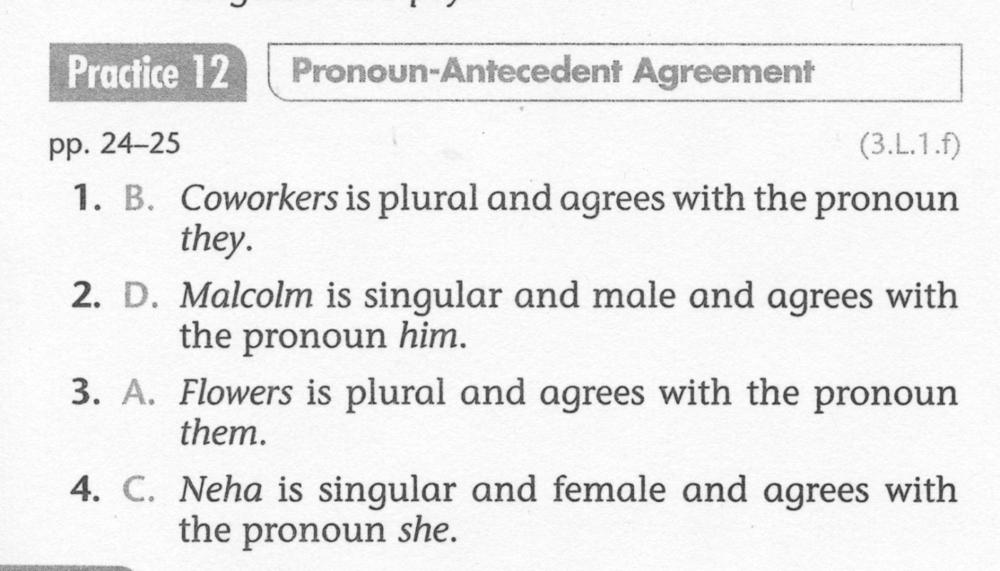 Practice 12 Pronoun-Antecedent Agreement
pp. 24–25 (3.L.1.f)
1. B. Coworkers is plural and agrees with the pronoun
they.
2. D. Malcolm is singular and male and agrees with
the pronoun him.
3. A. Flowers is plural and agrees with the pronoun
them.
4. C. Neha is singular and female and agrees with
the pronoun she.